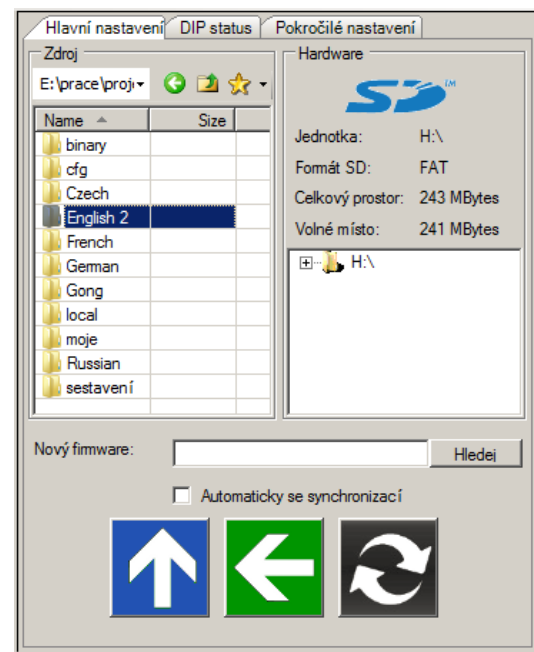 Hlavní nastavení DIP status Pokročilé nastavení
Zdroj
E:\prace\proj
Name Size
binary
cfg
Czech
English 2
French
German
Gong
local
moje
Russian
sestavení
Hardware
SD™
Jednotka: H:\
Formát SD: FAT
Celkový prostor: 243 MBytes
Volné místo: 241 MBytes
H:\
Nový firmware: Hledej
Automaticky se synchronizací